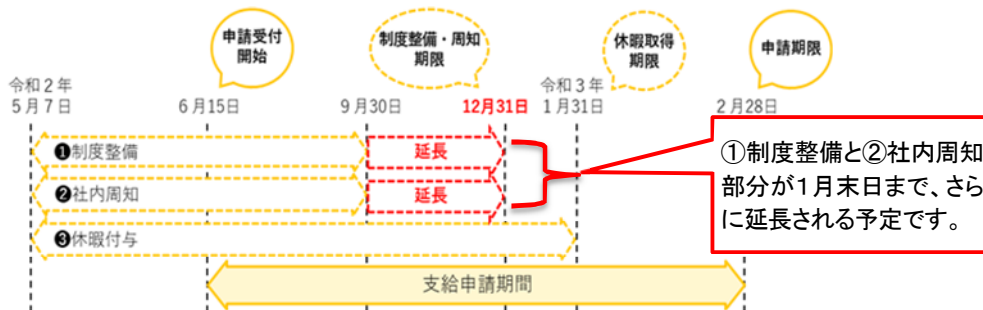 申請受付
開始
制度整備・周知
期限
休暇取得
期限
申請期限
令和2年
5月7日
6月15日
9月30日
12月31日
令和3年
1月31日
2月28日
❶制度整備
延長
❷社内周知
延長
❸休暇付与
支給申請期間
①制度整備と②社内周知
部分が1月末日まで、さら
に延長される予定です。